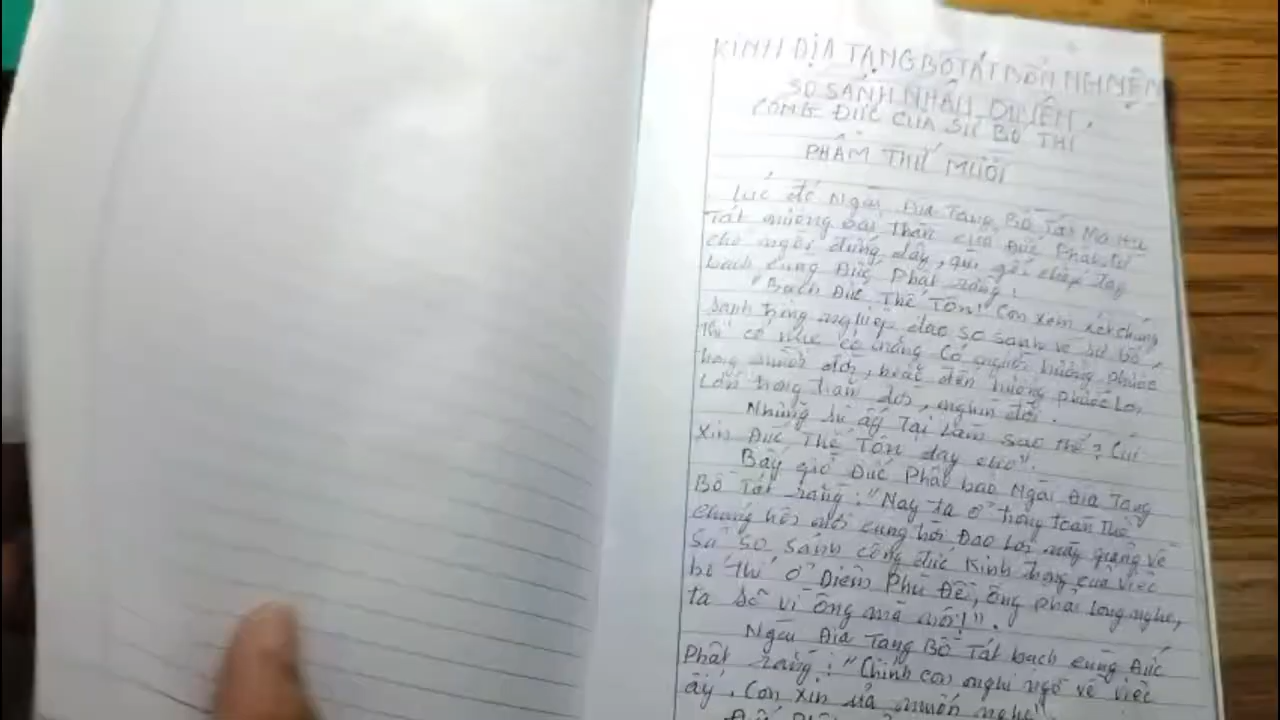 KINH ĐỊA TẠNG BỒ TÁT BỔN NGUYỆN
SO SÁNH NHÂN DUYÊN,
CÔNG ĐỨC CỦA SỰ BỐ THÍ
PHẨM THỨ MƯỜI
Lúc đó Ngài Địa Tạng Bồ Tát Ma Ha
Tát nương oai thần của Đức Phật, từ
chỗ ngồi đứng dậy, quì gối chắp tay
bạch cùng Đức Phật rằng:
"Bạch Đức Thế Tôn! Con xem xét chúng
sanh trong nghiệp đạo so sánh về sự bố
thí có nhẹ có nặng Có người hưởng phước
trong mười đời, hoặc đến hưởng phước lợi
Lớn trong trăm đời, nghìn đời.
Những sự ấy Tại Làm sao thế? Cúi
Xin Đức Thế Tôn dạy cho".
Bấy giờ Đức Phật bảo Ngài Địa Tạng
Bồ Tát rằng: "Nay ta ở trong toàn Thể
chúng hội nơi cung trời Đao Lợi này giảng về
Sự so sánh công đức Kinh trọng của việc
bố thí ở Diêm Phù Đề, ông phải lóng nghe,
ta sẽ vì ông mà nói!".
Ngài Địa Tạng Bồ Tát bạch cùng Đức
Phật rằng: "Chính con nghi ngờ về việc
ấy, Con xin ưa muốn nghe!"